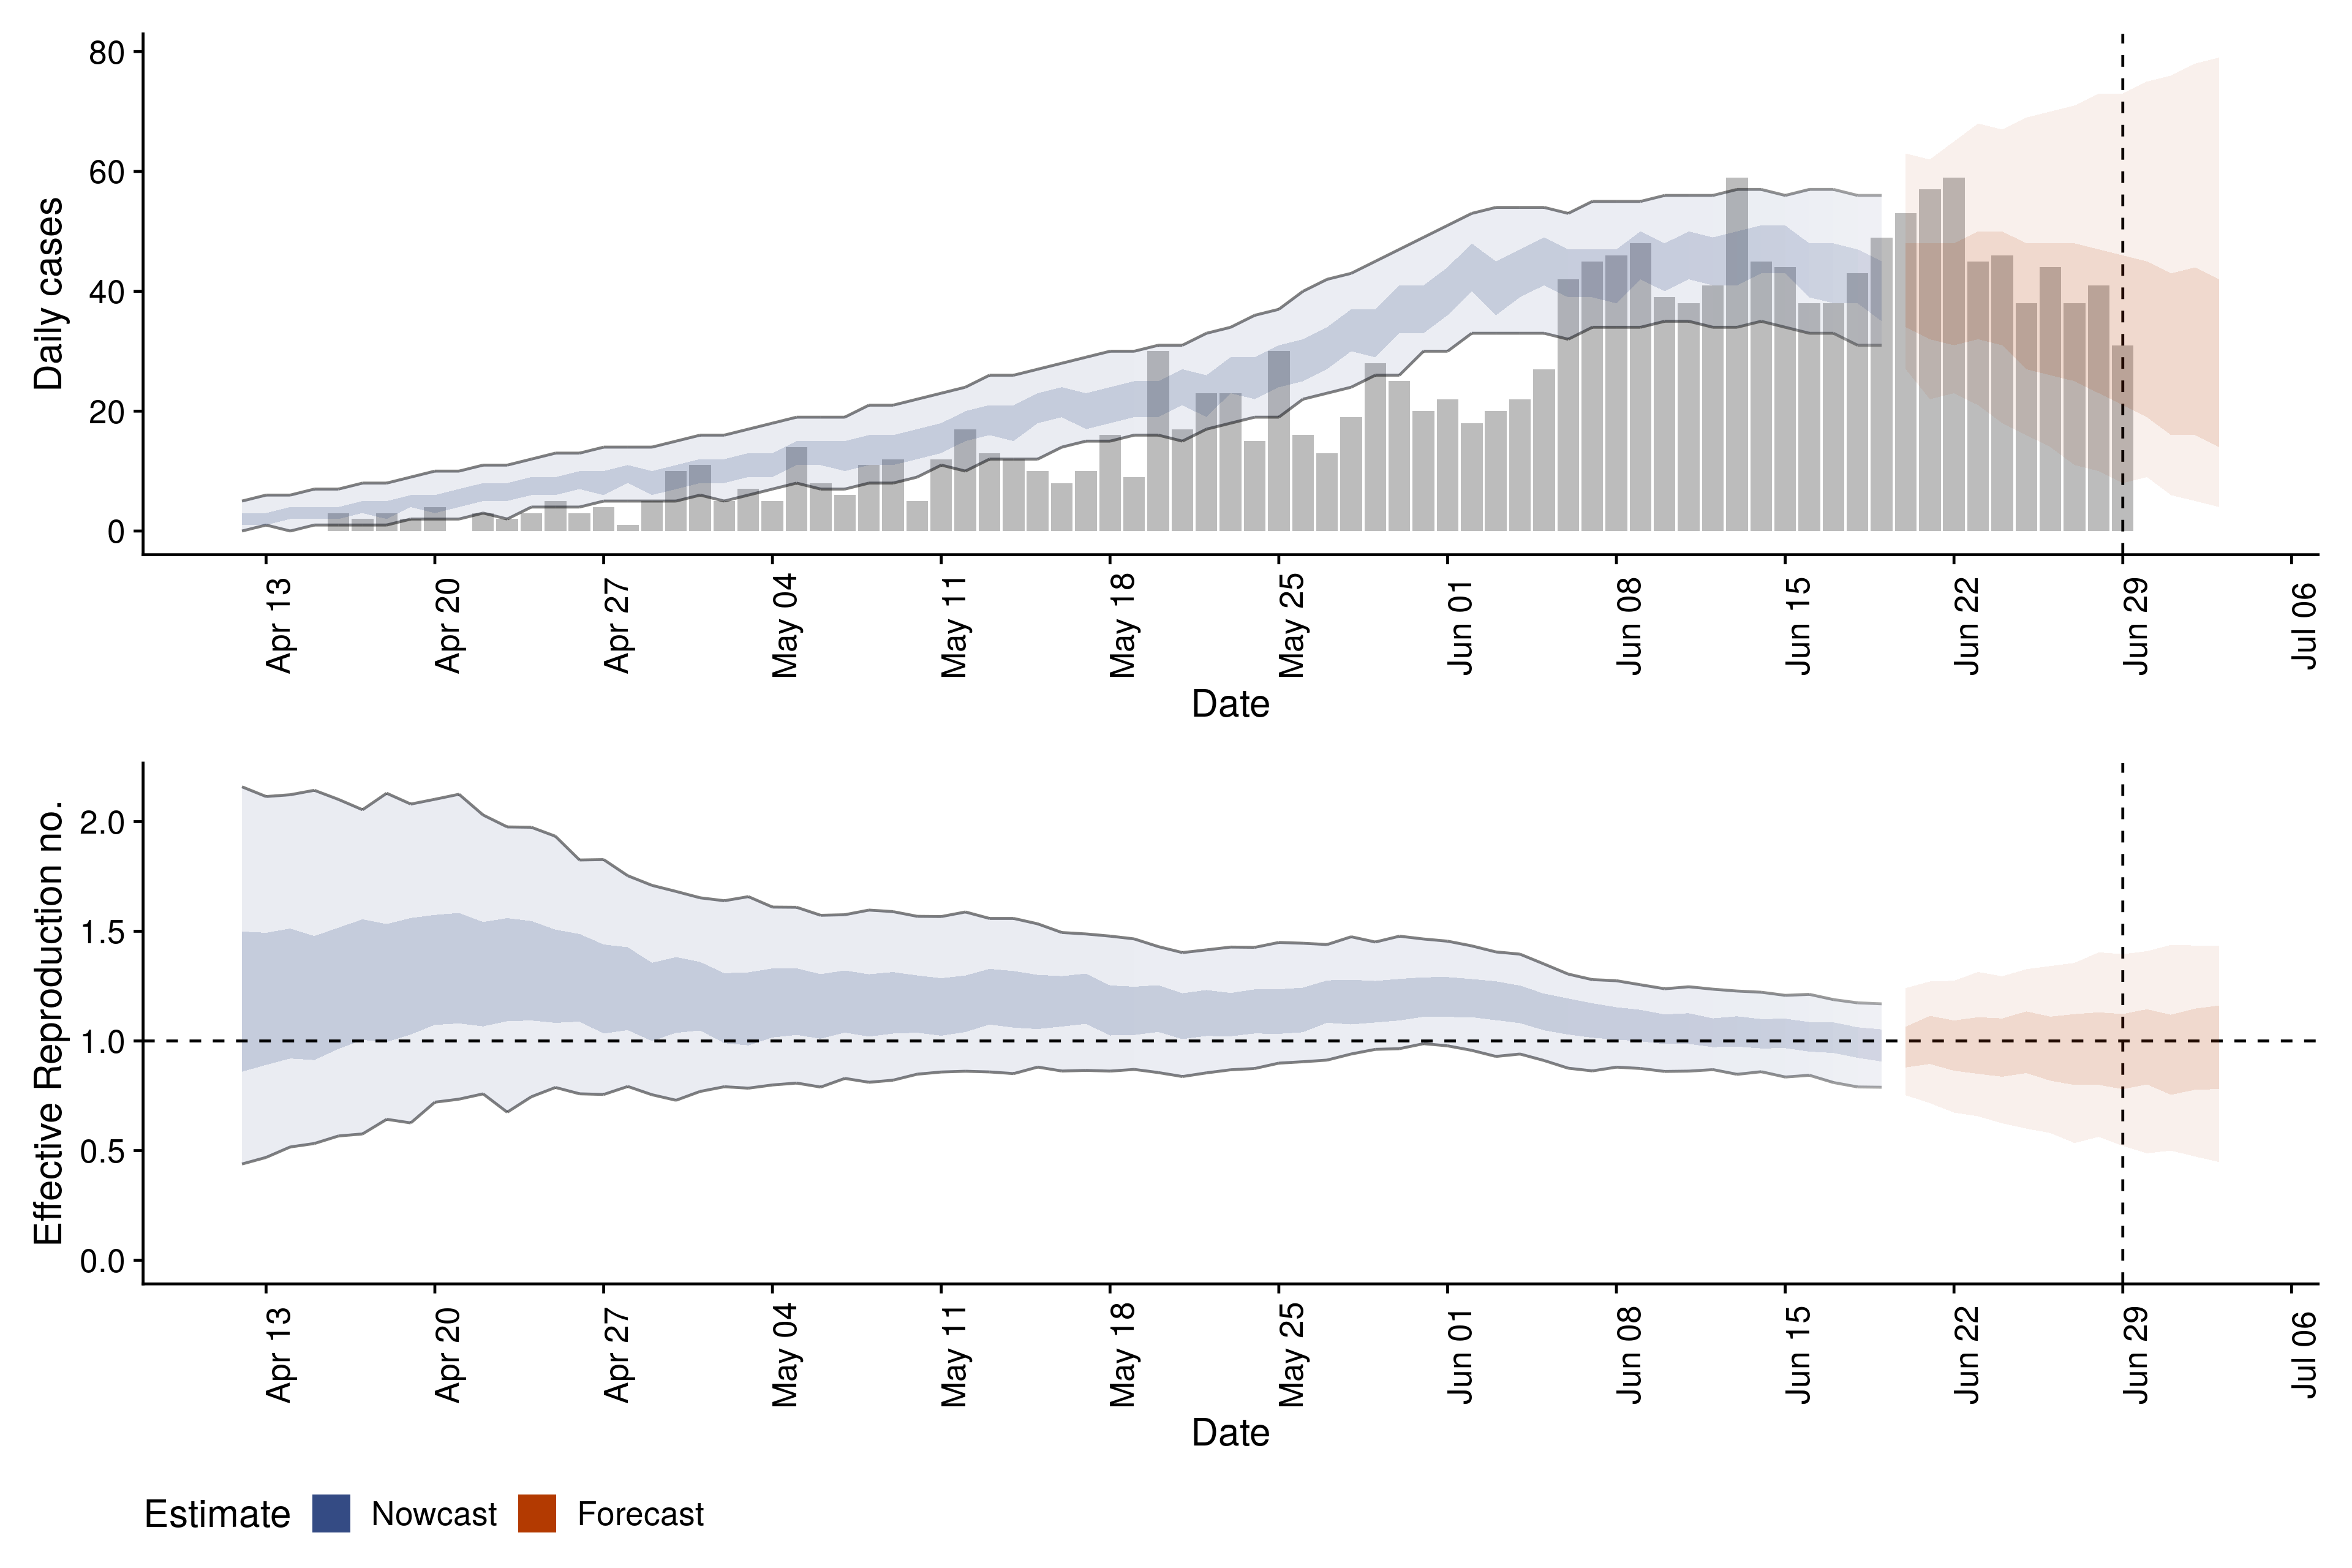 80
60
40
20
0
Daily cases
Apr 13
Apr 20
Apr 27
May 04
May 11
May 18
May 25
Jun 01
Jun 08
Jun 15
Jun 22
Jun 29
Jul 06
Date
2.0
1.5
1.0
0.5
0.0
Effective Reproduction no.
Apr 13
Apr 20
Apr 27
May 04
May 11
May 18
May 25
Jun 01
Jun 08
Jun 15
Jun 22
Jun 29
Jul 06
Date
Estimate Nowcast Forecast